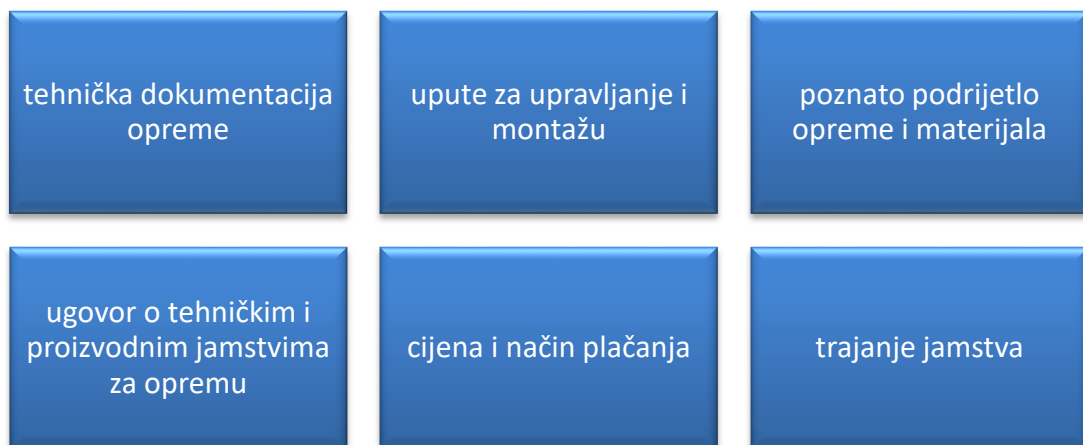 tehnička dokumentacija
opreme
upute za upravljanje i
montažu
poznato podrijetlo
opreme i materijala
ugovor o tehničkim i
proizvodnim jamstvima
za opremu
cijena i način plačanja
trajanje jamstva